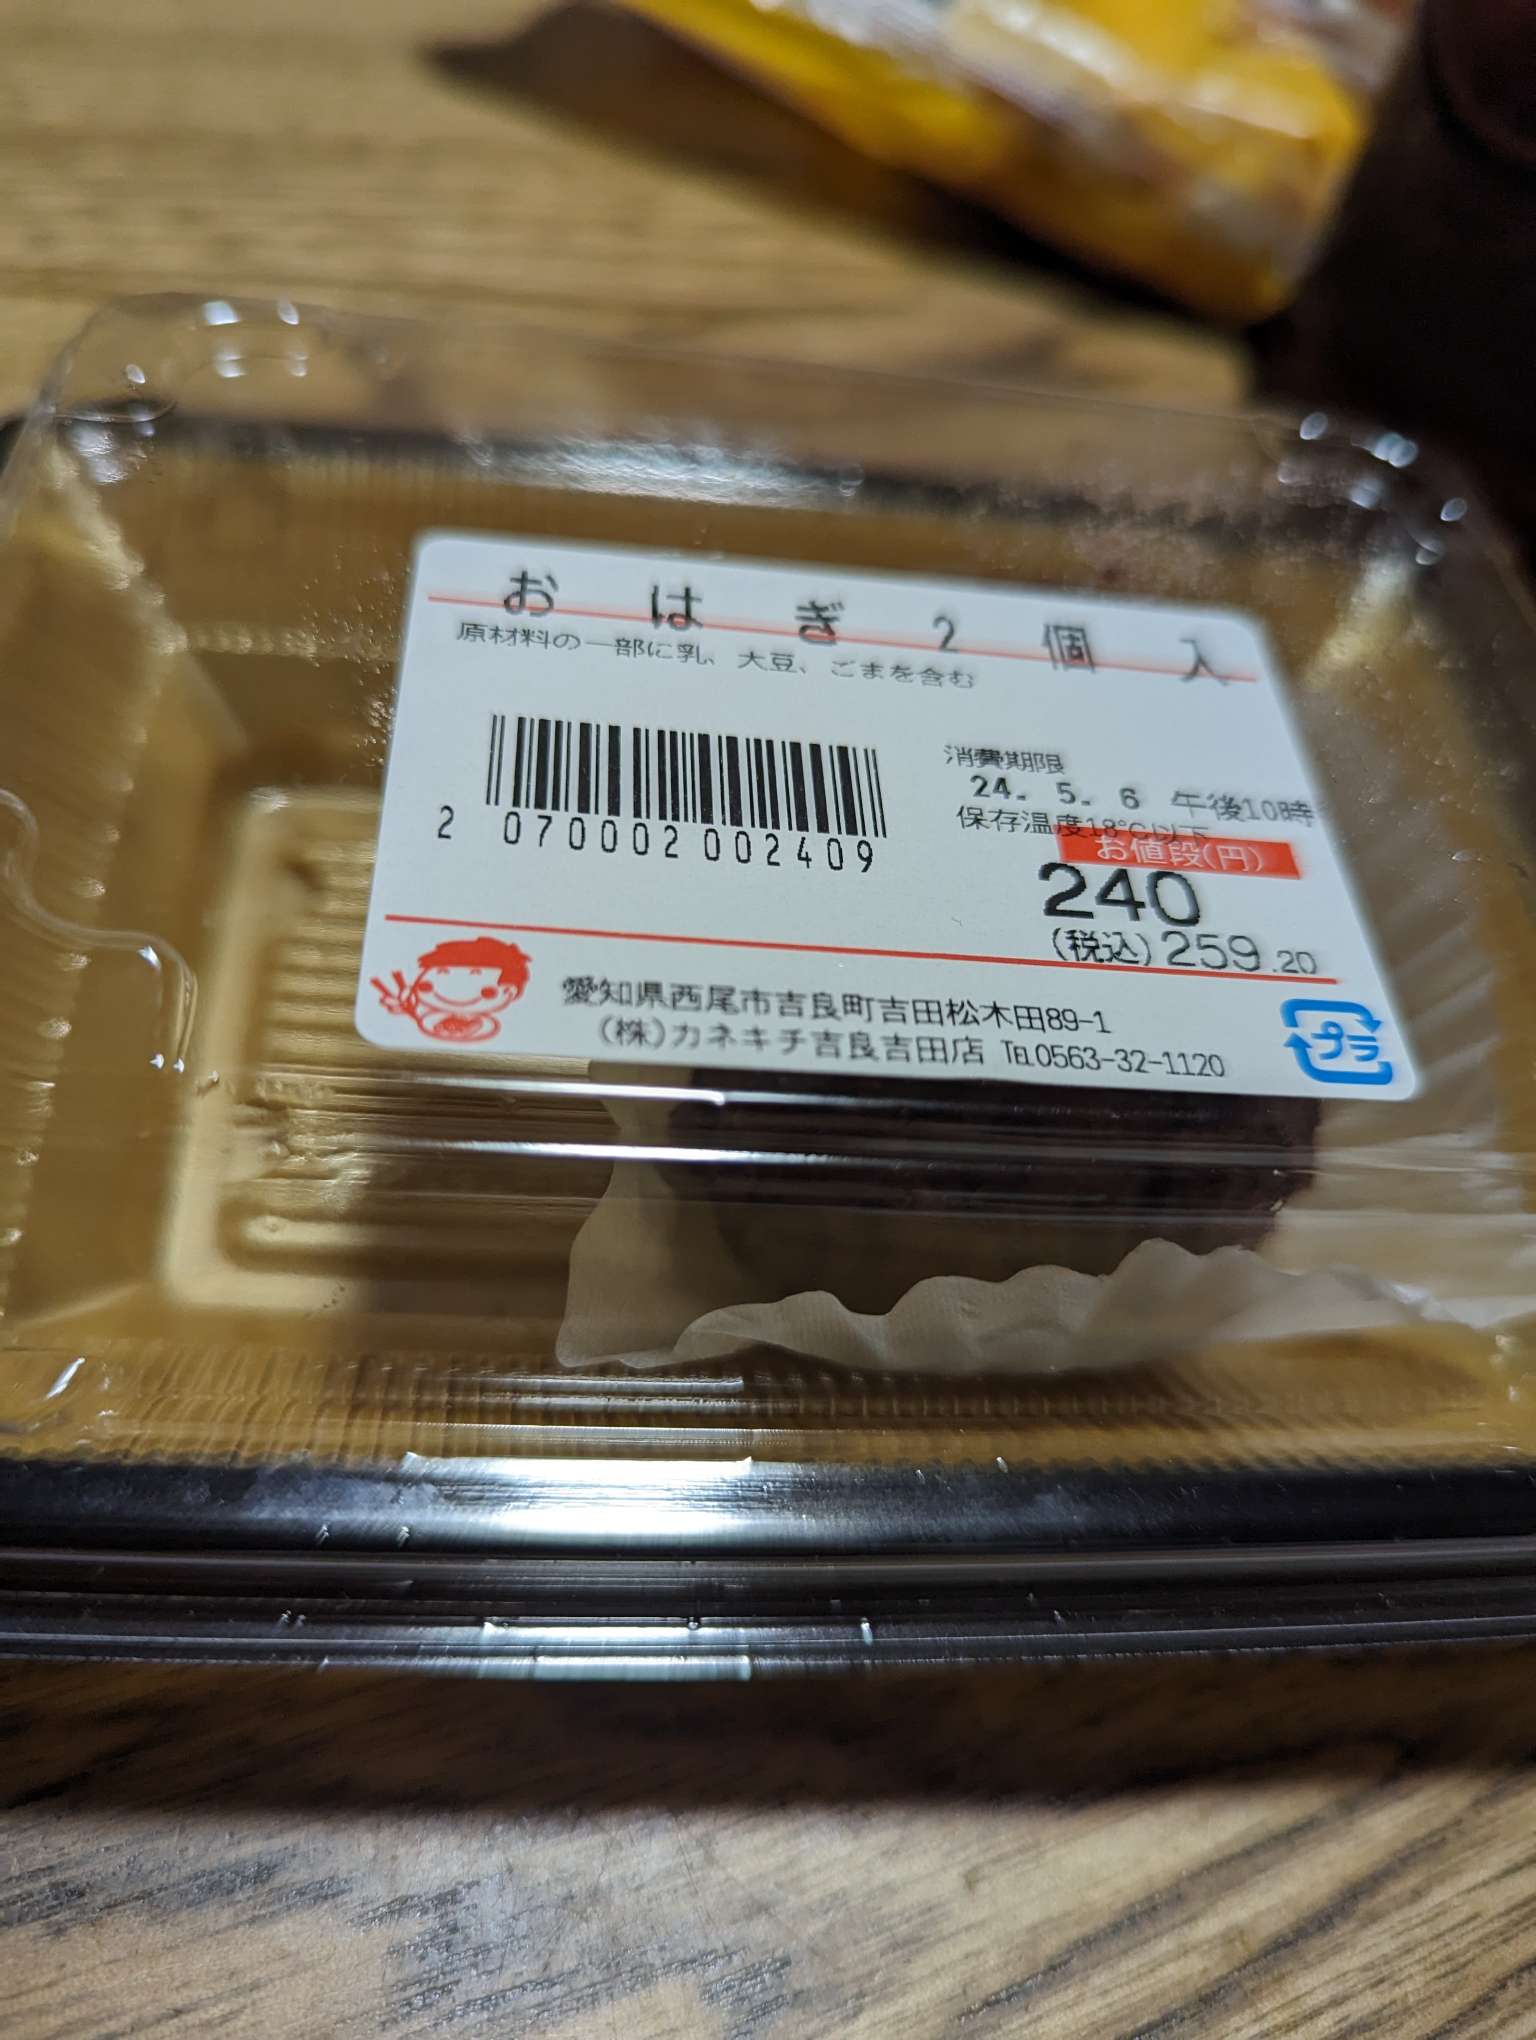 おはぎ2個入
原材料の一部に乳、大豆、ごまを含む
2 070002 002409
消費期限
24. 5. 6 午後10時
保存温度18℃以下
お値段(円)
240
(税込)259.20
愛知県西尾市吉良町吉田松木田89-1
(株)カネキチ吉良吉田店 ℡0563-32-1120
プラ